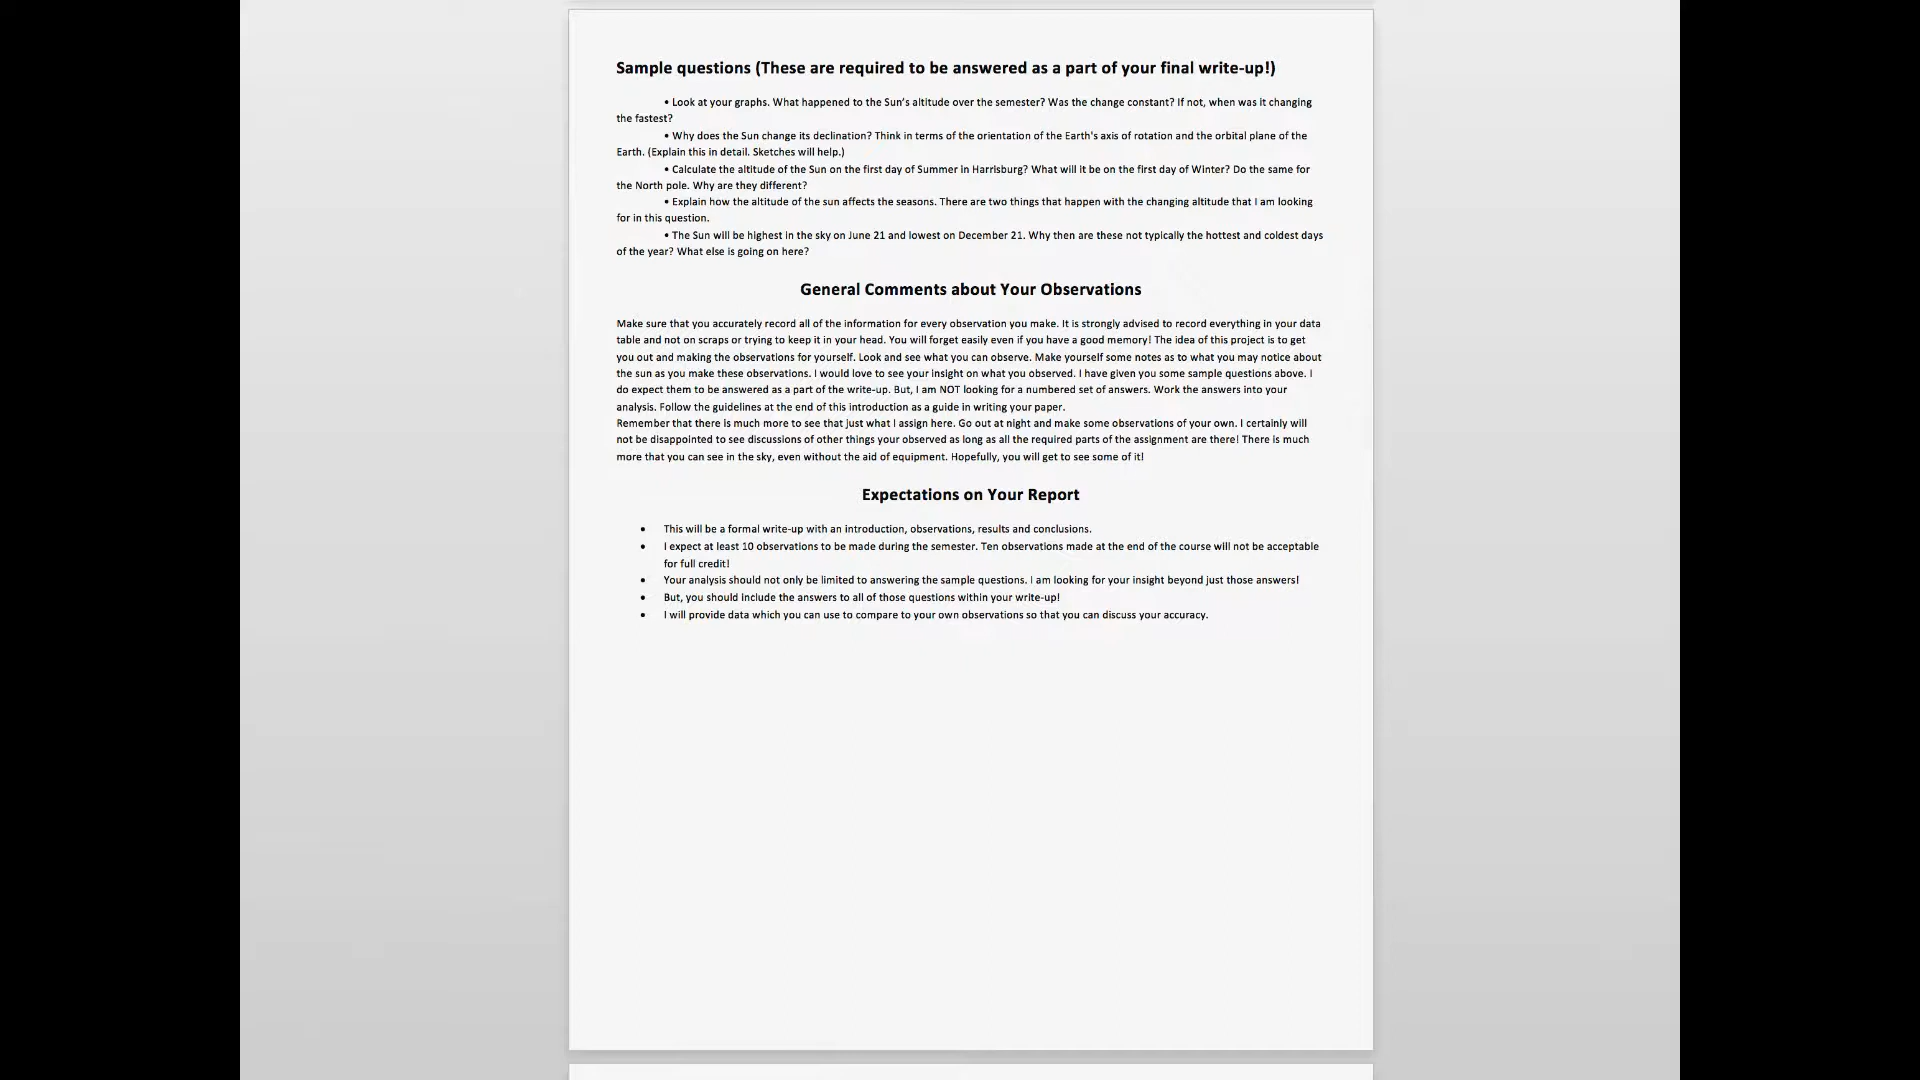 Sample questions (These are required to be answered as a part of your final write-up!)
• Look at your graphs. What happened to the Sun's altitude over the semester? Was the change constant? If not, when was it changing
the fastest?
• Why does the Sun change its declination? Think in terms of the orientation of the Earth's axis of rotation and the orbital plane of the
Earth. (Explain this in detail. Sketches will help.)
• Calculate the altitude of the Sun on the first day of Summer in Harrisburg? What will it be on the first day of Winter? Do the same for
the North pole. Why are they different?
• Explain how the altitude of the sun affects the seasons. There are two things that happen with the changing altitude that I am looking
for in this question.
• The Sun will be highest in the sky on June 21 and lowest on December 21. Why then are these not typically the hottest and coldest days
of the year? What else is going on here?
General Comments about Your Observations
Make sure that you accurately record all of the information for every observation you make. It is strongly advised to record everything in your data
table and not on scraps or trying to keep it in your head. You will forget easily even if you have a good memory! The idea of this project is to get
you out and making the observations for yourself. Look and see what you can observe. Make yourself some notes as to what you may notice about
the sun as you make these observations. I would love to see your insight on what you observed. I have given you some sample questions above. I
do expect them to be answered as a part of the write-up. But, I am NOT looking for a numbered set of answers. Work the answers into your
analysis. Follow the guidelines at the end of this introduction as a guide in writing your paper.
Remember that there is much more to see that just what I assign here. Go out at night and make some observations of your own. I certainly will
not be disappointed to see discussions of other things your observed as long as all the required parts of the assignment are there! There is much
more that you can see in the sky, even without the aid of equipment. Hopefully, you will get to see some of it!
Expectations on Your Report
• This will be a formal write-up with an introduction, observations, results and conclusions.
• I expect at least 10 observations to be made during the semester. Ten observations made at the end of the course will not be acceptable
for full credit!
• Your analysis should not only be limited to answering the sample questions. I am looking for your insight beyond just those answers!
• But, you should include the answers to all of those questions within your write-up!
• I will provide data which you can use to compare to your own observations so that you can discuss your accuracy.